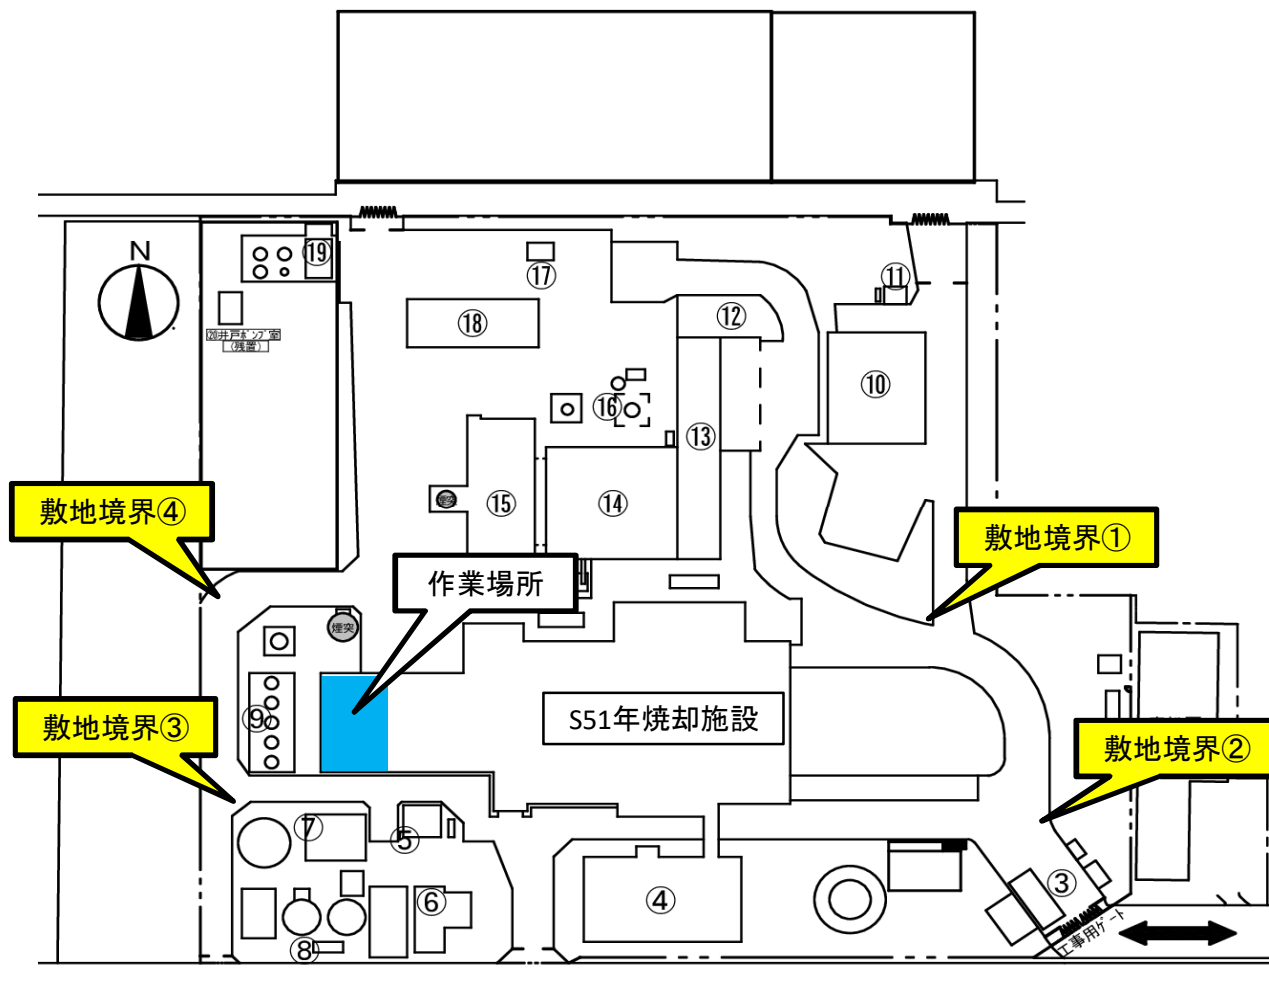 N
⑲
⑰
⑪
⑱
⑫
⑳井戸ポンプ室
(残置)
⑩
⑯
⑬
敷地境界④
煙突
⑮
⑭
敷地境界①
作業場所
煙突
敷地境界③
⑨
S51年焼却施設
敷地境界②
⑦
⑤
③
⑥
④
工事用ゲート
⑧